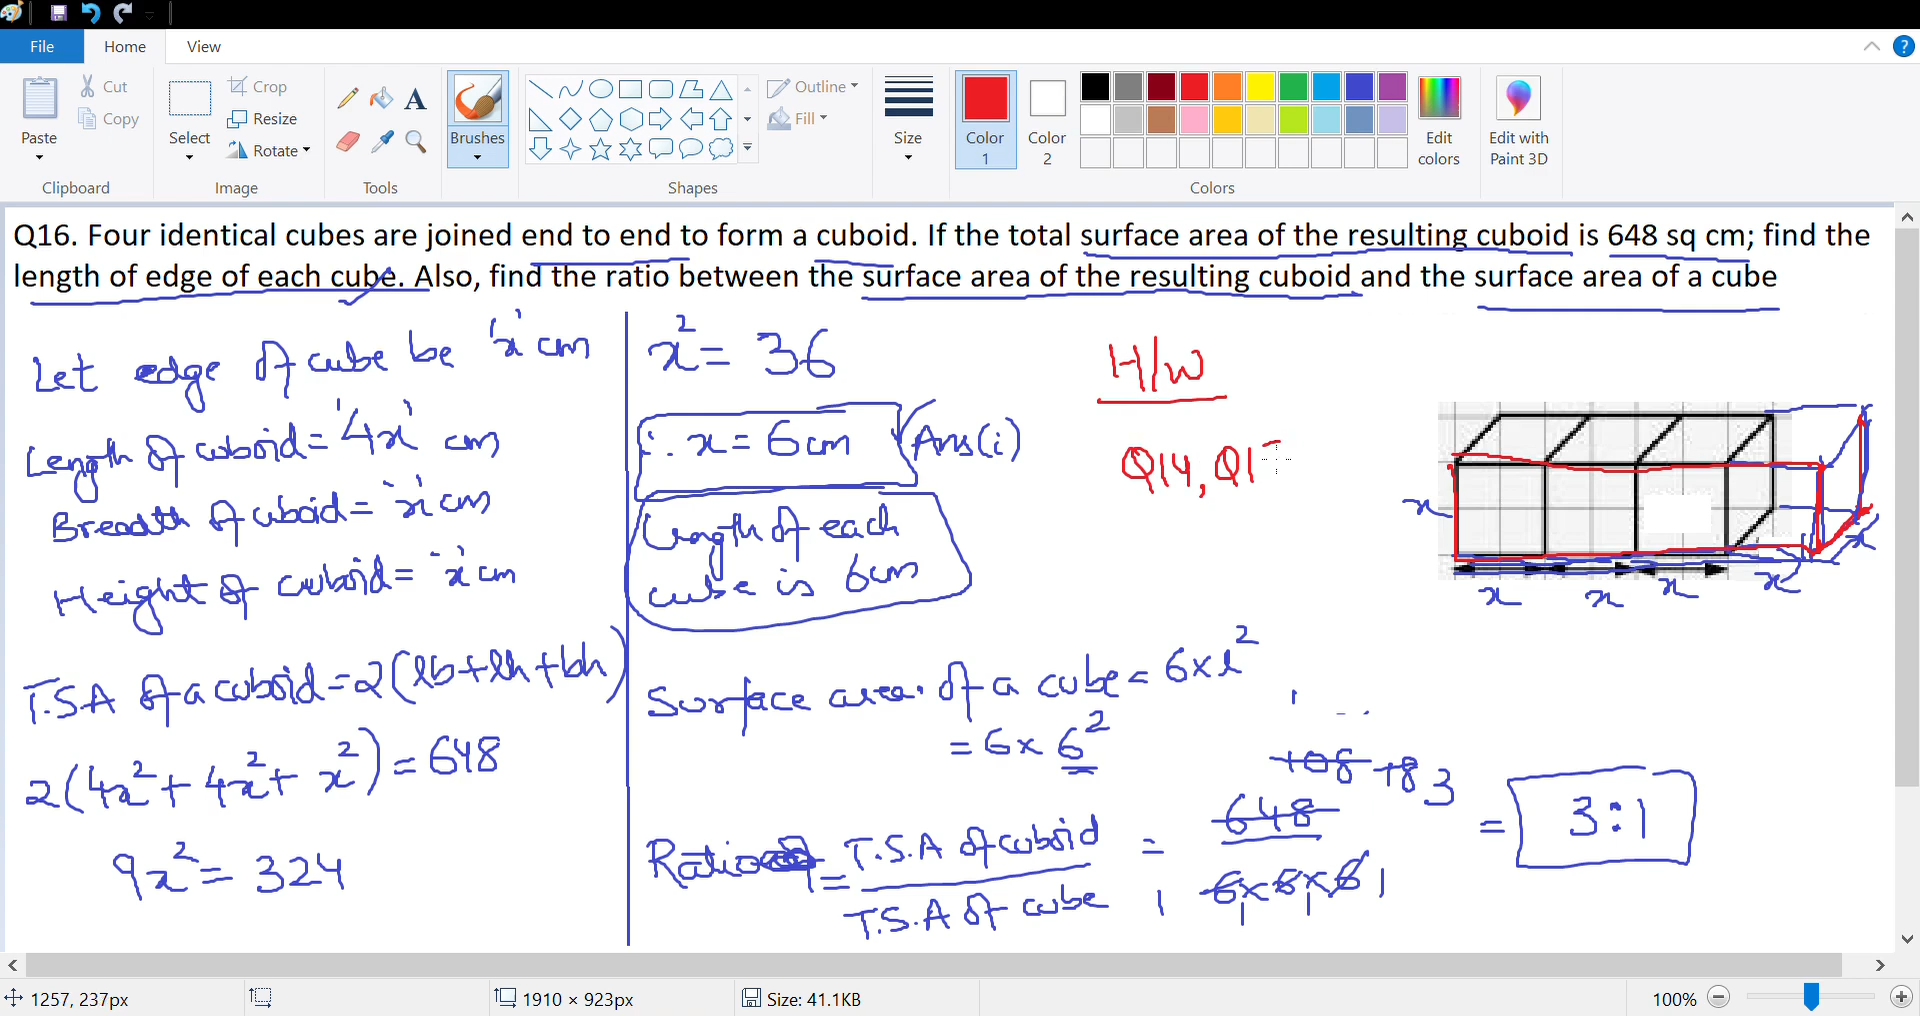 File
Home
View
Paste
Cut
Copy
Clipboard
Select
Crop
Resize
Rotate
Image
A
Tools
Brushes
Shapes
Outline
Fill
Size
Color 1
Color 2
Colors
Edit colors
Edit with Paint 3D
Q16. Four identical cubes are joined end to end to form a cuboid. If the total surface area of the resulting cuboid is 648 sq cm; find the
length of edge of each cube. Also, find the ratio between the surface area of the resulting cuboid and the surface area of a cube
Let edge of cube be 'x' cm
Length of cuboid = '4x' cm
Breadth of cuboid = 'x' cm
Height of cuboid = 'x' cm
T.S.A of a cuboid = 2(lb+lh+bh)
2(4x² + 4x² + x²) = 648
9x² = 324
x² = 36
∴ x = 6cm Ans(i)
Length of each
cube is 6cm
Surface area of a cube = 6×l²
= 6 × 6²
Ratio = T.S.A of cuboid / T.S.A of cube = 648 / 6×6×6 = 3:1
108 18 3
1 1 1 1
H/W
Q14, Q1
x
x x x x
x
1257, 237px
1910 × 923px
Size: 41.1KB
100%